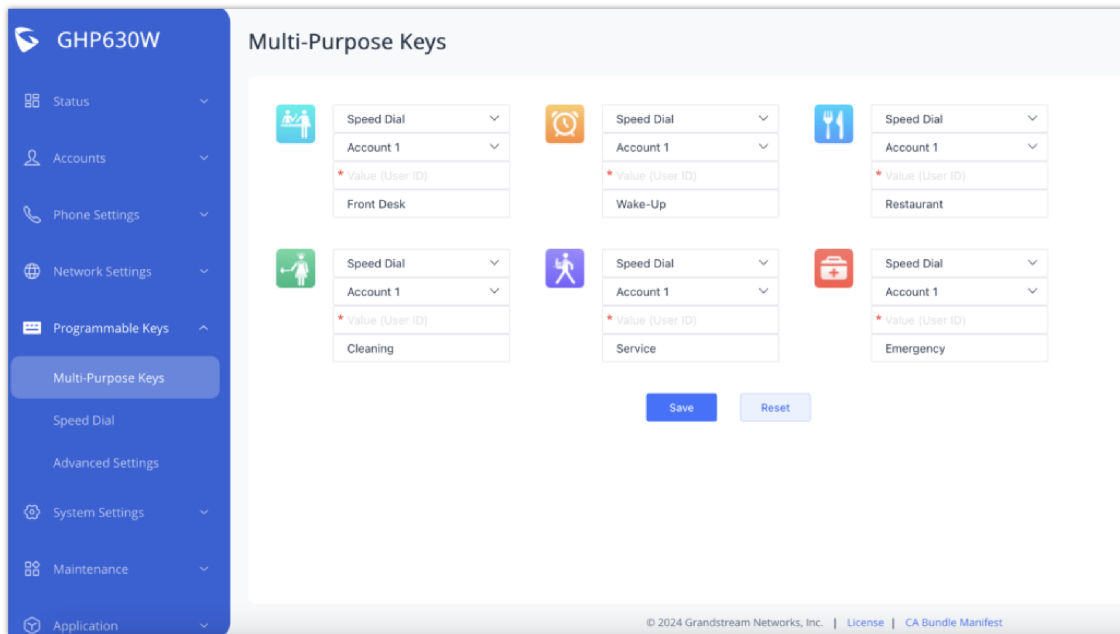 GHP630W
Status
Accounts
Phone Settings
Network Settings
Programmable Keys
Multi-Purpose Keys
Speed Dial
Advanced Settings
System Settings
Maintenance
Application
Multi-Purpose Keys
Speed Dial
Account 1
* Value (User ID)
Front Desk
Speed Dial
Account 1
* Value (User ID)
Wake-Up
Speed Dial
Account 1
* Value (User ID)
Restaurant
Speed Dial
Account 1
* Value (User ID)
Cleaning
Speed Dial
Account 1
* Value (User ID)
Service
Speed Dial
Account 1
* Value (User ID)
Emergency
Save Reset
© 2024 Grandstream Networks, Inc. | License | CA Bundle Manifest